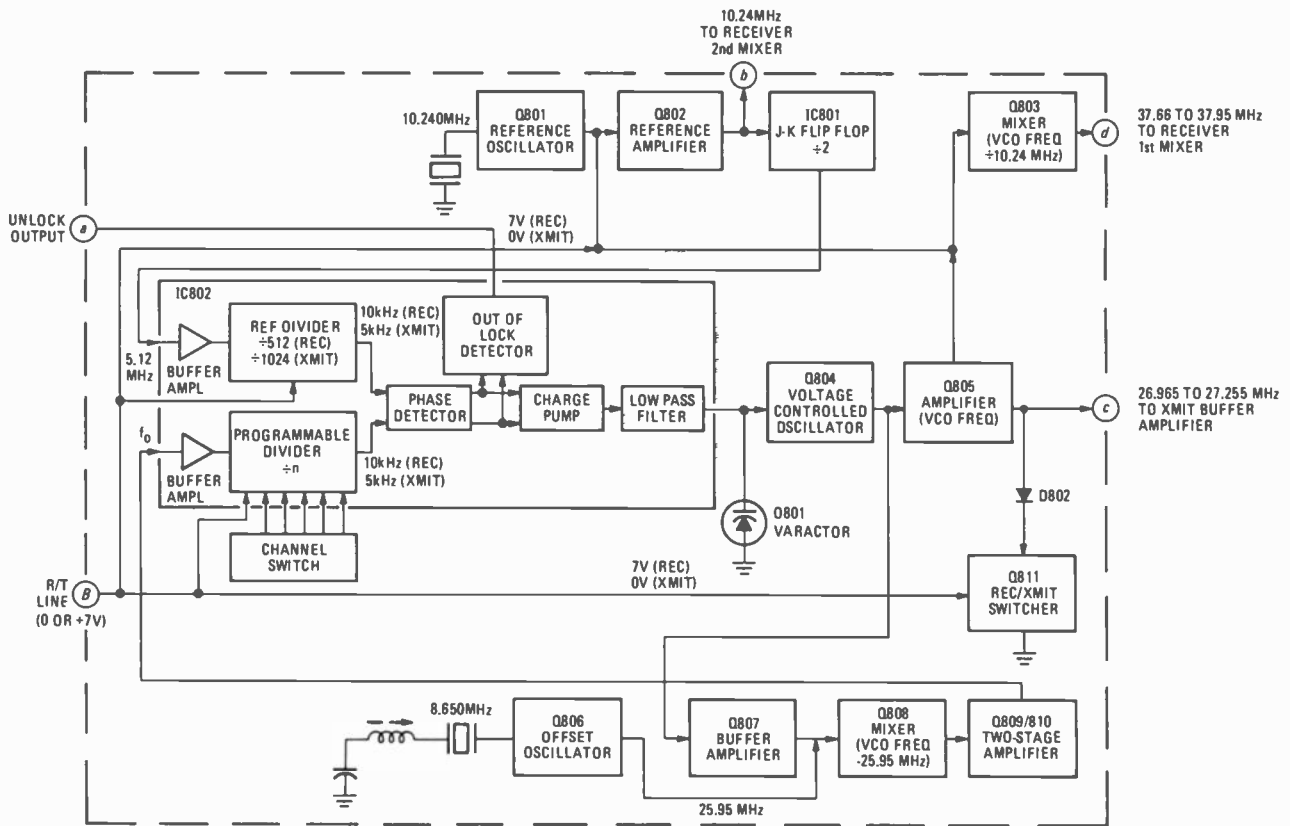 10.24MHz
TO RECEIVER
2nd MIXER
b
10.240MHz
Q801
REFERENCE
OSCILLATOR
Q802
REFERENCE
AMPLIFIER
IC801
J-K FLIP FLOP
÷2
Q803
MIXER
(VCO FREQ
÷10.24 MHz)
d
37.66 TO 37.95 MHz
TO RECEIVER
1st MIXER
UNLOCK
OUTPUT
a
7V (REC)
0V (XMIT)
IC802
5.12
MHz
BUFFER
AMPL
REF DIVIDER
÷512 (REC)
÷1024 (XMIT)
10kHz (REC)
5kHz (XMIT)
OUT OF
LOCK
DETECTOR
PHASE
DETECTOR
CHARGE
PUMP
LOW PASS
FILTER
Q804
VOLTAGE
CONTROLLED
OSCILLATOR
Q805
AMPLIFIER
(VCO FREQ)
c
26.965 TO 27.255 MHz
TO XMIT BUFFER
AMPLIFIER
fo
BUFFER
AMPL
PROGRAMMABLE
DIVIDER
÷n
10kHz (REC)
5kHz (XMIT)
CHANNEL
SWITCH
D801
VARACTOR
D802
R/T
LINE
(0 OR +7V)
B
7V (REC)
0V (XMIT)
Q811
REC/XMIT
SWITCHER
8.650MHz
Q806
OFFSET
OSCILLATOR
25.95 MHz
Q807
BUFFER
AMPLIFIER
Q808
MIXER
(VCO FREQ
-25.95 MHz)
Q809/810
TWO-STAGE
AMPLIFIER